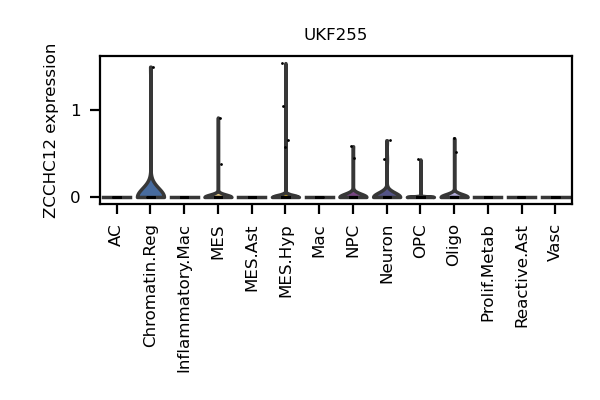 UKF255
ZCCHC12 expression
1
0
AC
Chromatin.Reg
Inflammatory.Mac
MES
MES.Ast
MES.Hyp
Mac
NPC
Neuron
OPC
Oligo
Prolif.Metab
Reactive.Ast
Vasc